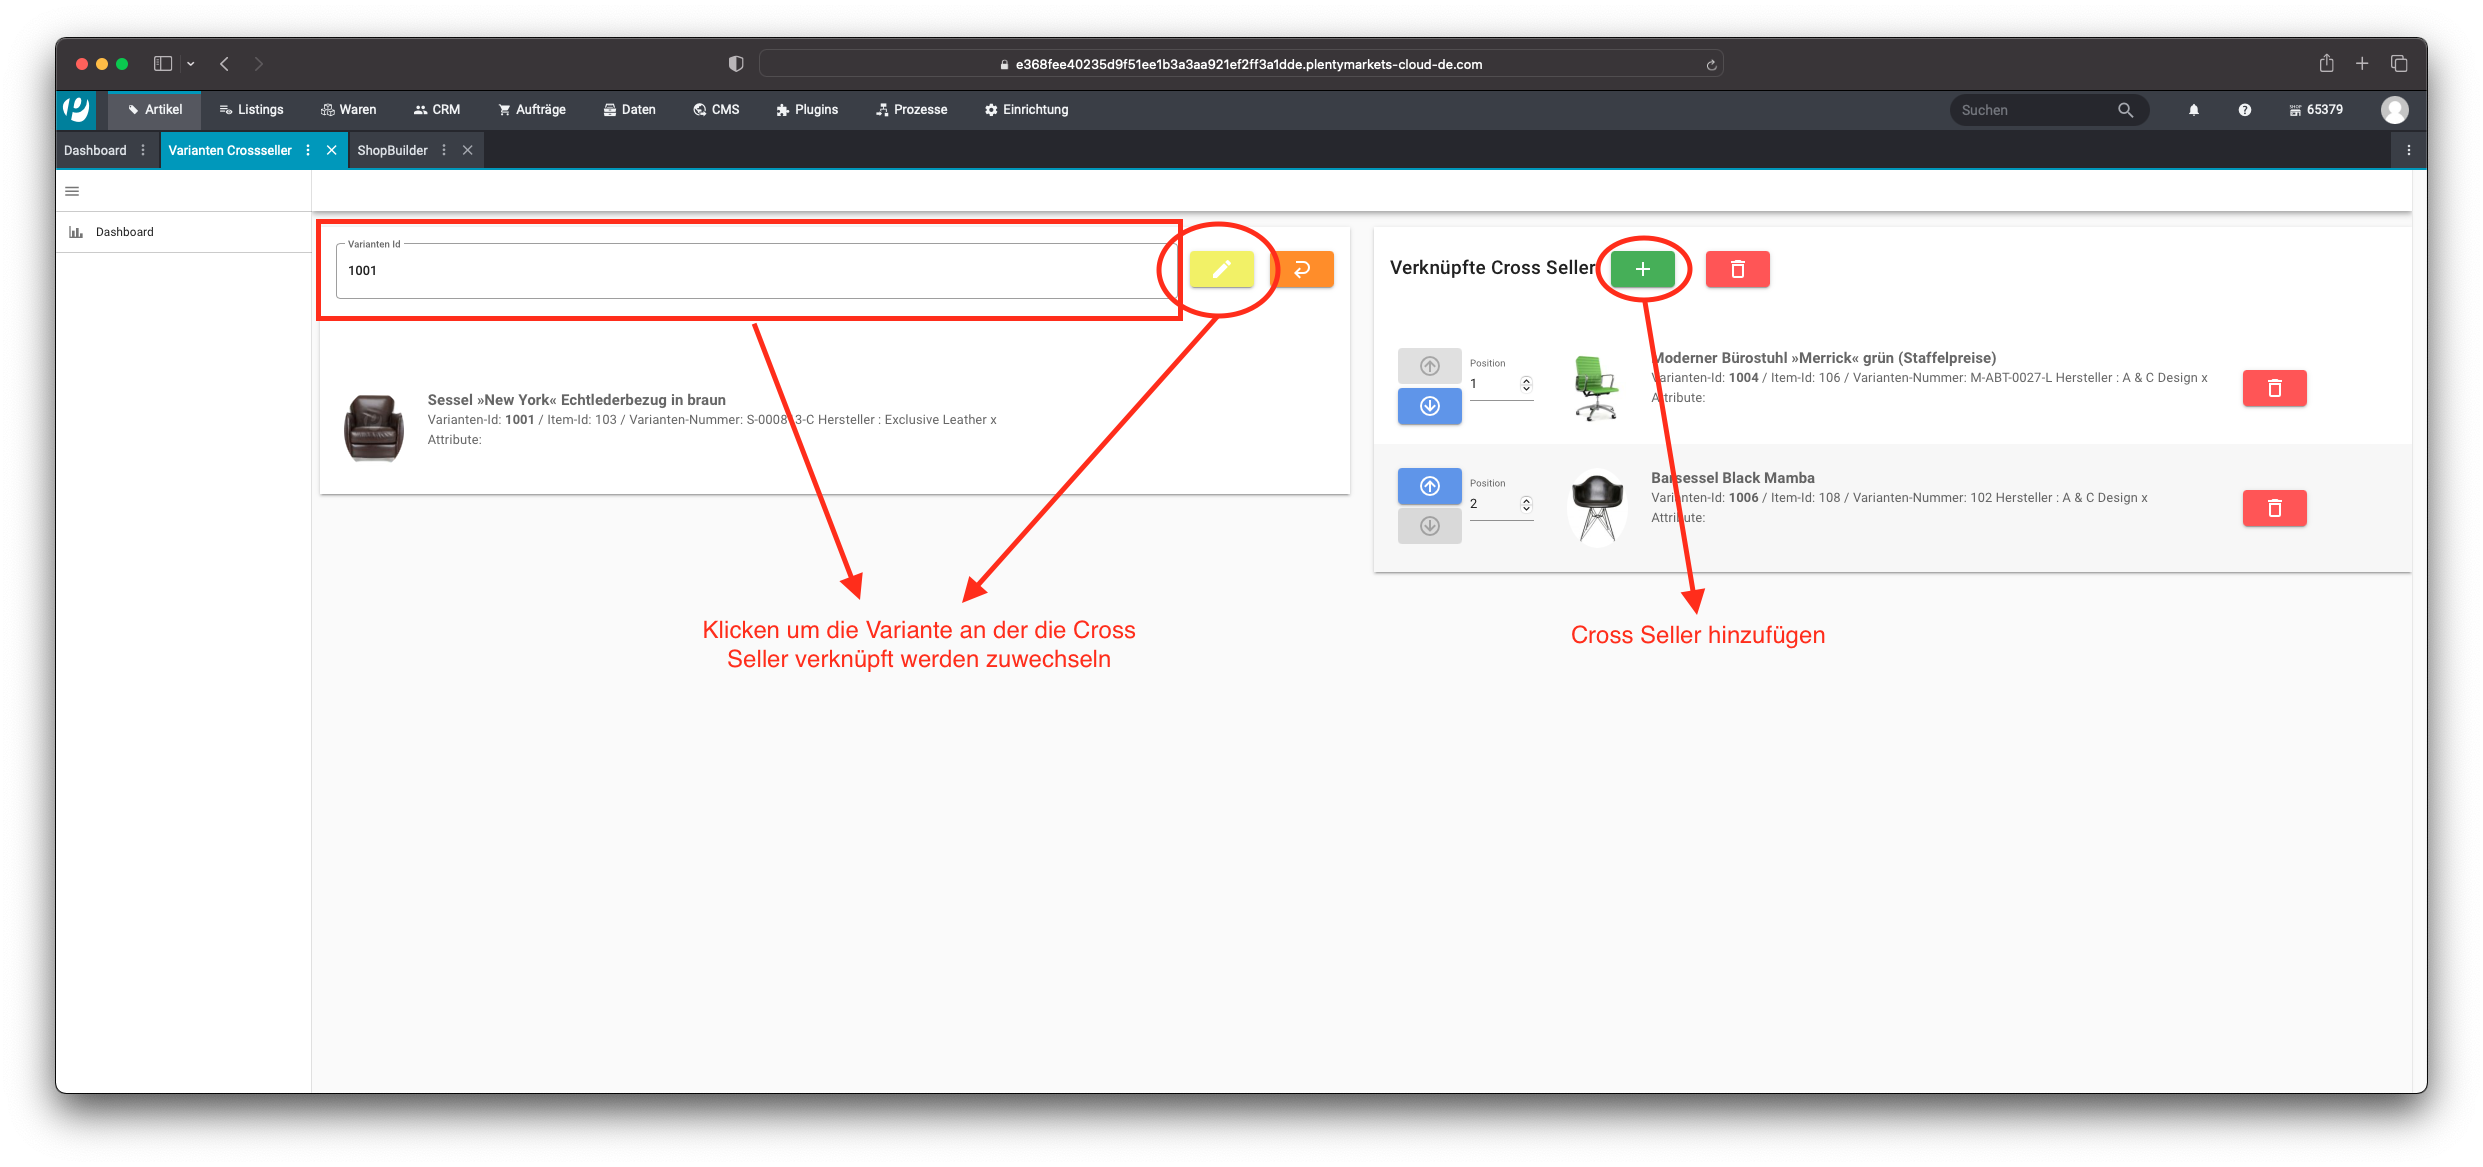 e368fee40235d9f51ee1b3a3aa921ef2ff3a1dde.plentymarkets-cloud-de.com
Artikel Listings Waren CRM Aufträge Daten CMS Plugins Prozesse Einrichtung Suchen 65379
Dashboard Varianten Crossseller ShopBuilder
Dashboard
Varianten Id
1001
Sessel »New York« Echtlederbezug in braun
Varianten-Id: 1001 / Item-Id: 103 / Varianten-Nummer: Hersteller : Exclusive Leather x
Attribute:
Klicken um die Variante an der die Cross
Seller verknüpft werden zuwechseln
Verknüpfte Cross Seller
Position
1
Moderner Bürostuhl »Merrick« grün (Staffelpreise)
Varianten-Id: 1004 / Item-Id: 106 / Varianten-Nummer: M-ABT-0027-L Hersteller : A & C Design x
Attribute:
Position
2
Barsessel Black Mamba
Varianten-Id: 1006 / Item-Id: 108 / Varianten-Nummer: 102 Hersteller : A & C Design x
Attribute:
Cross Seller hinzufügen